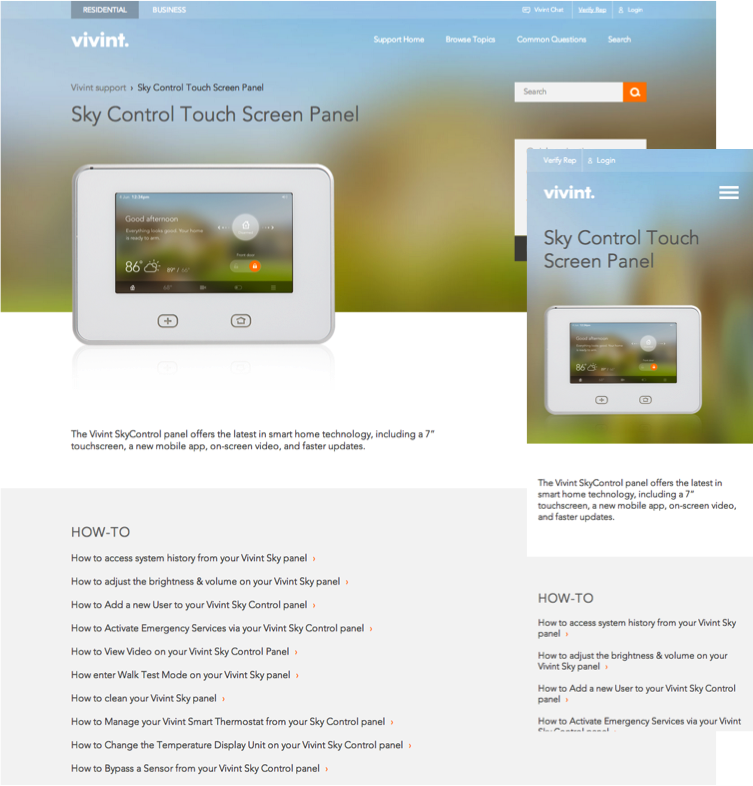 RESIDENTIAL
BUSINESS
Vivint Chat
Verify Rep
Login
vivint.
Support Home
Browse Topics
Common Questions
Search
Vivint support › Sky Control Touch Screen Panel
Search
Sky Control Touch Screen Panel
Good afternoon
Everything looks good. Your home
is ready to arm.
Front door
86°
89° / 66°
The Vivint SkyControl panel offers the latest in smart home technology, including a 7”
touchscreen, a new mobile app, on-screen video, and faster updates.
HOW-TO
How to access system history from your Vivint Sky panel ›
How to adjust the brightness & volume on your Vivint Sky panel ›
How to Add a new User to your Vivint Sky Control panel ›
How to Activate Emergency Services via your Vivint Sky Control panel ›
How to View Video on your Vivint Sky Control Panel ›
How enter Walk Test Mode on your Vivint Sky panel ›
How to clean your Vivint Sky panel ›
How to Manage your Vivint Smart Thermostat from your Sky Control panel ›
How to Change the Temperature Display Unit on your Vivint Sky Control panel ›
How to Bypass a Sensor from your Vivint Sky Control panel ›
Verify Rep
Login
vivint.
Sky Control Touch
Screen Panel
Good afternoon
86°
The Vivint SkyControl panel offers the latest in
smart home technology, including a 7”
touchscreen, a new mobile app, on-screen video,
and faster updates.
HOW-TO
How to access system history from your Vivint Sky
panel ›
How to adjust the brightness & volume on your
Vivint Sky panel ›
How to Add a new User to your Vivint Sky Control
panel ›
How to Activate Emergency Services via your Vivint
Sky Control panel ›